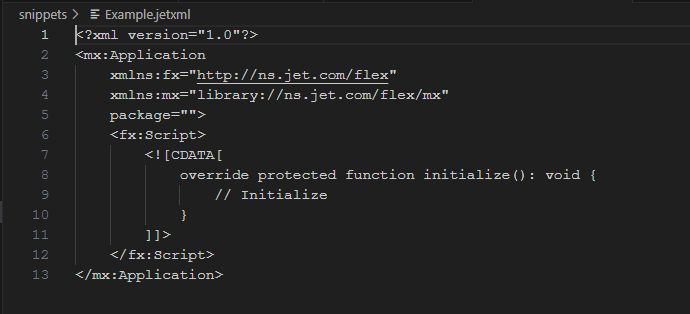 snippets > Example.jetxml
1 <?xml version="1.0"?>
2 <mx:Application
3     xmlns:fx="http://ns.jet.com/flex"
4     xmlns:mx="library://ns.jet.com/flex/mx"
5     package="">
6     <fx:Script>
7         <![CDATA[
8             override protected function initialize(): void {
9                 // Initialize
10             }
11         ]]>
12     </fx:Script>
13 </mx:Application>